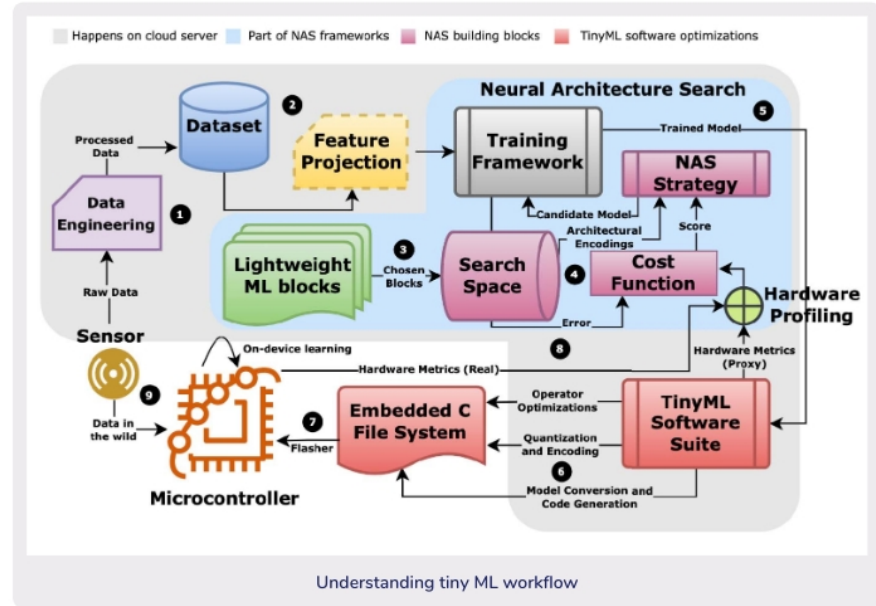 Happens on cloud server
Part of NAS frameworks
NAS building blocks
TinyML software optimizations
Neural Architecture Search
5
2
Dataset
Processed
Data
Feature
Projection
Training
Framework
Trained Model
NAS
Strategy
Data
Engineering
1
Candidate Model
Architectural
Encodings
Score
3
Lightweight
ML blocks
Chosen
Blocks
Search
Space
4
Cost
Function
Raw Data
Error
Hardware
Profiling
Sensor
On-device learning
8
Hardware Metrics
(Proxy)
Hardware Metrics (Real)
9
Data in
the wild
Microcontroller
7
Flasher
Embedded C
File System
Operator
Optimizations
Quantization
and Encoding
6
Model Conversion and
Code Generation
TinyML
Software
Suite
Understanding tiny ML workflow